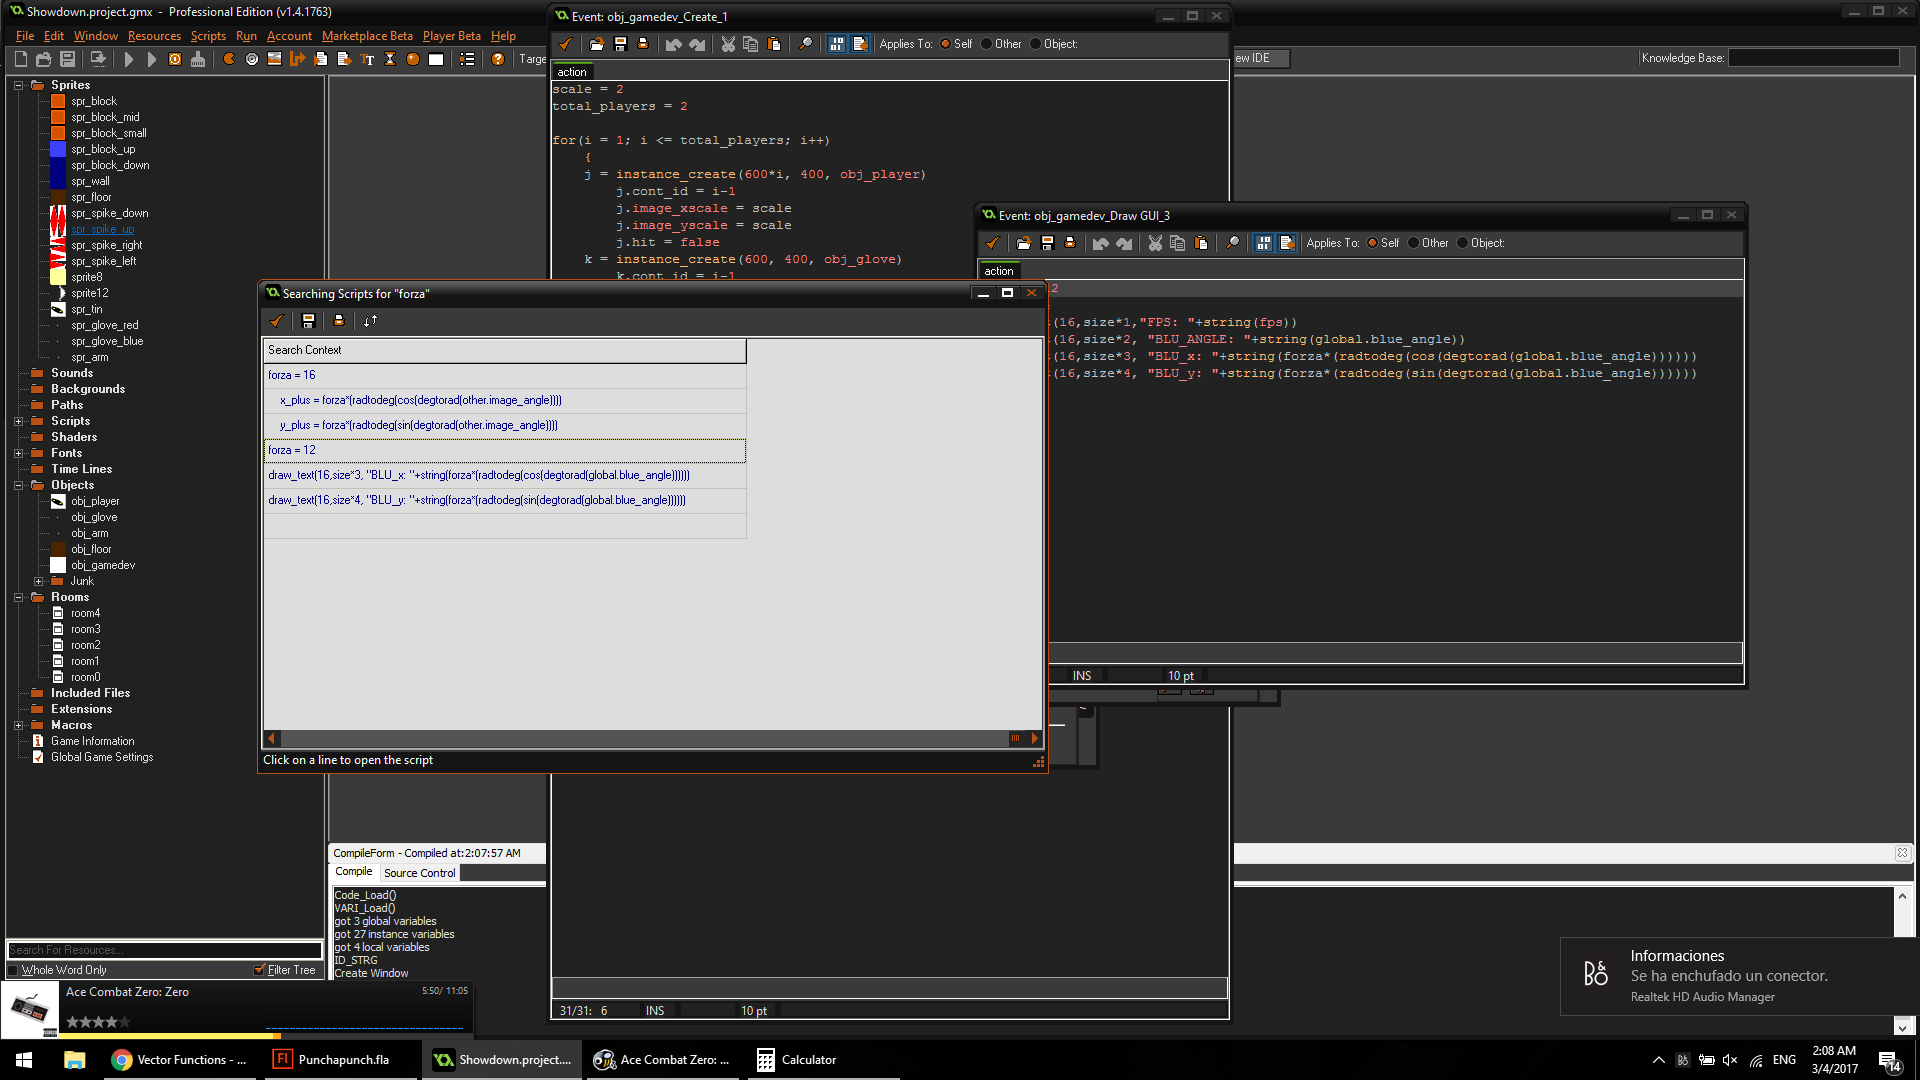 Showdown.project.gmx - Professional Edition (v1.4.1763)
File Edit Window Resources Scripts Run Account Marketplace Beta Player Beta Help
Knowledge Base:
Sprites
spr_block
spr_block_mid
spr_block_small
spr_block_up
spr_block_down
spr_wall
spr_floor
spr_spike_down
spr_spike_up
spr_spike_right
spr_spike_left
sprite8
sprite12
spr_tin
spr_glove_red
spr_glove_blue
spr_arm
Sounds
Backgrounds
Paths
Scripts
Shaders
Fonts
Time Lines
Objects
obj_player
obj_glove
obj_arm
obj_floor
obj_gamedev
Junk
Rooms
room4
room3
room2
room1
room0
Included Files
Extensions
Macros
Game Information
Global Game Settings
Search For Resources...
Whole Word Only
Filter Tree
Event: obj_gamedev_Create_1
Applies To: Self Other Object:
action
scale = 2
total_players = 2
for(i = 1; i <= total_players; i++)
{
j = instance_create(600*i, 400, obj_player)
j.cont_id = i-1
j.image_xscale = scale
j.image_yscale = scale
j.hit = false
k = instance_create(600, 400, obj_glove)
k.cont_id = i-1
31/31: 6 INS 10 pt
Event: obj_gamedev_Draw GUI_3
Applies To: Self Other Object:
action
2
(16,size*1,"FPS: "+string(fps))
(16,size*2, "BLU_ANGLE: "+string(global.blue_angle))
(16,size*3, "BLU_x: "+string(forza*(radtodeg(cos(degtorad(global.blue_angle))))))
(16,size*4, "BLU_y: "+string(forza*(radtodeg(sin(degtorad(global.blue_angle))))))
INS 10 pt
Searching Scripts for "forza"
Search Context
forza = 16
x_plus = forza*(radtodeg(cos(degtorad(other.image_angle))))
y_plus = forza*(radtodeg(sin(degtorad(other.image_angle))))
forza = 12
draw_text(16,size*3, "BLU_x: "+string(forza*(radtodeg(cos(degtorad(global.blue_angle))))))
draw_text(16,size*4, "BLU_y: "+string(forza*(radtodeg(sin(degtorad(global.blue_angle))))))
Click on a line to open the script
CompileForm - Compiled at:2:07:57 AM
Compile Source Control
Code_Load()
VARI_Load()
got 3 global variables
got 27 instance variables
got 4 local variables
ID_STRG
Create Window
Ace Combat Zero: Zero
5:50/ 11:05
Informaciones
Se ha enchufado un conector.
Realtek HD Audio Manager
Vector Functions - ...
Punchapunch.fla
Showdown.project....
Ace Combat Zero: ...
Calculator
ENG
2:08 AM
3/4/2017
14